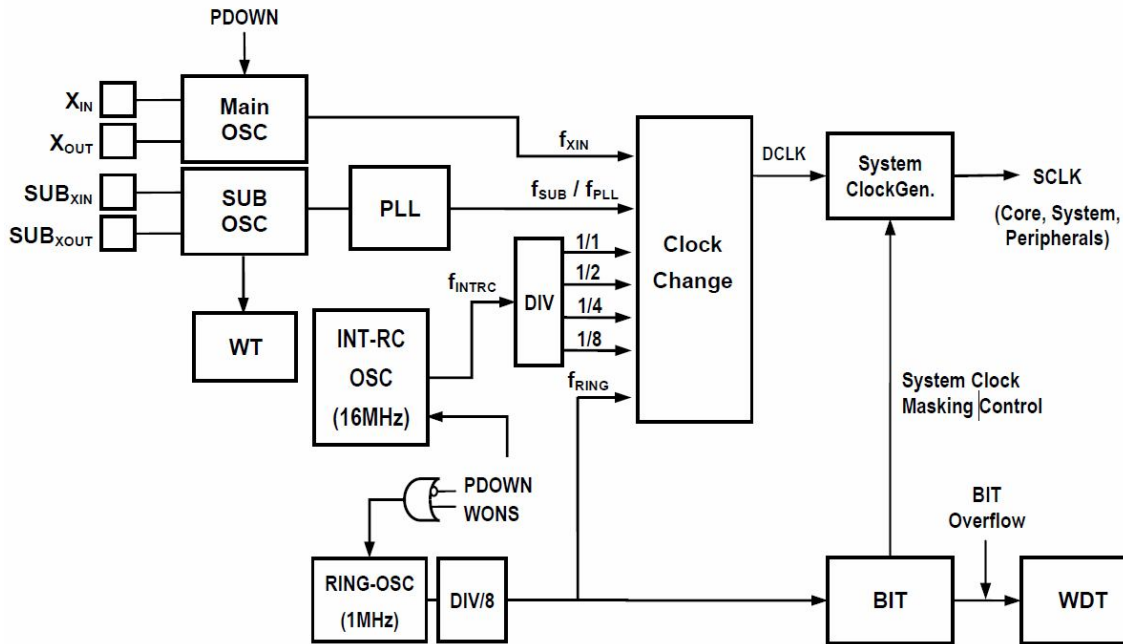 PDOWN
XIN
XOUT
Main
OSC
SUBXIN
SUBXOUT
SUB
OSC
PLL
WT
fXIN
fSUB / fPLL
fINTRC
DIV
1/1
1/2
1/4
1/8
fRING
INT-RC
OSC
(16MHz)
Clock
Change
DCLK
System
ClockGen.
SCLK
(Core, System,
Peripherals)
System Clock
Masking Control
PDOWN
WONS
RING-OSC
(1MHz)
DIV/8
BIT
BIT
Overflow
WDT